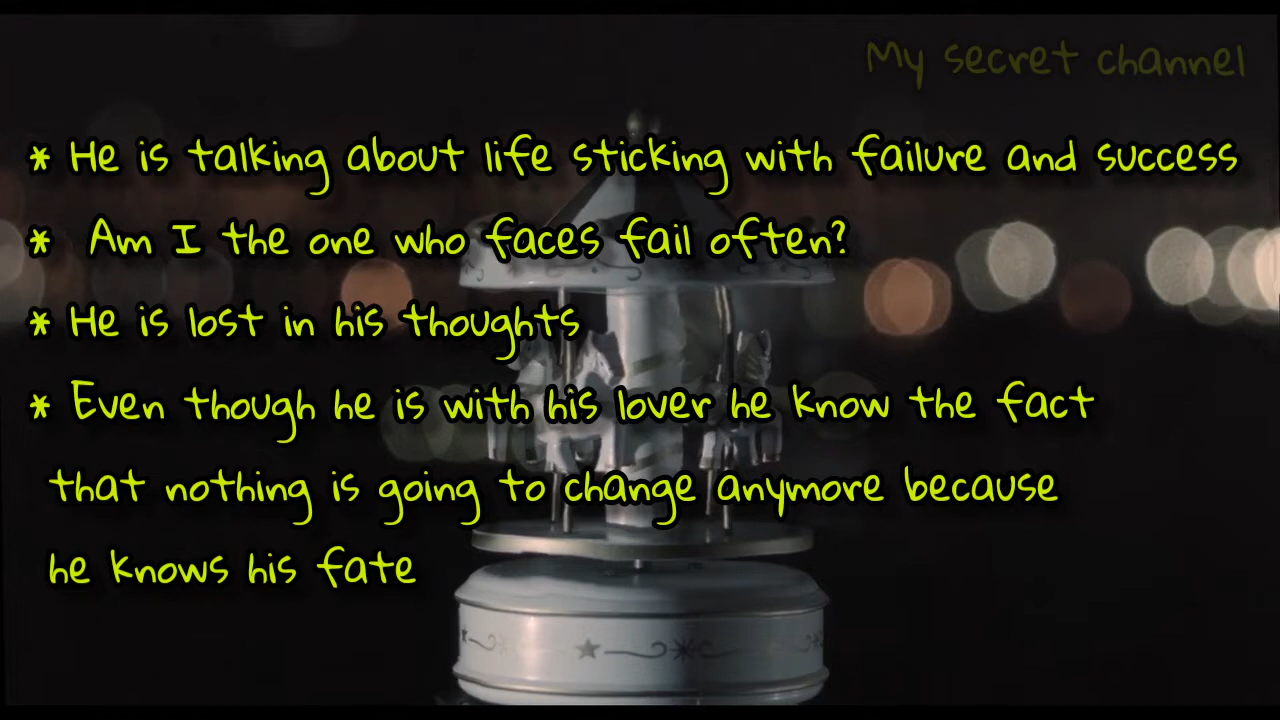 My secret channel
* He is talking about life sticking with failure and success
* Am I the one who faces fail often?
* He is lost in his thoughts
* Even though he is with his lover he know the fact
that nothing is going to change anymore because
he knows his fate